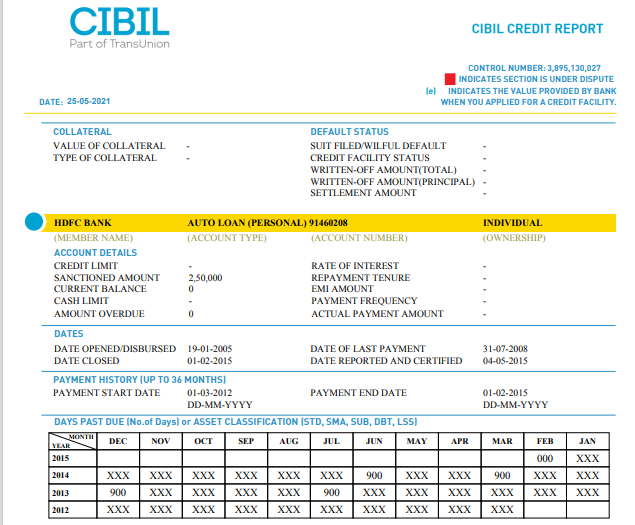 CIBIL
Part of TransUnion
CIBIL CREDIT REPORT
CONTROL NUMBER: 3,895,130,027
INDICATES SECTION IS UNDER DISPUTE
(e) INDICATES THE VALUE PROVIDED BY BANK
WHEN YOU APPLIED FOR A CREDIT FACILITY.
DATE: 25-05-2021
COLLATERAL DEFAULT STATUS
VALUE OF COLLATERAL - SUIT FILED/WILFUL DEFAULT -
TYPE OF COLLATERAL - CREDIT FACILITY STATUS -
WRITTEN-OFF AMOUNT(TOTAL) -
WRITTEN-OFF AMOUNT(PRINCIPAL) -
SETTLEMENT AMOUNT -
HDFC BANK AUTO LOAN (PERSONAL) 91460208 INDIVIDUAL
(MEMBER NAME) (ACCOUNT TYPE) (ACCOUNT NUMBER) (OWNERSHIP)
ACCOUNT DETAILS
CREDIT LIMIT - RATE OF INTEREST -
SANCTIONED AMOUNT 2,50,000 REPAYMENT TENURE -
CURRENT BALANCE 0 EMI AMOUNT -
CASH LIMIT - PAYMENT FREQUENCY -
AMOUNT OVERDUE 0 ACTUAL PAYMENT AMOUNT -
DATES
DATE OPENED/DISBURSED 19-01-2005 DATE OF LAST PAYMENT 31-07-2008
DATE CLOSED 01-02-2015 DATE REPORTED AND CERTIFIED 04-05-2015
PAYMENT HISTORY (UP TO 36 MONTHS)
PAYMENT START DATE 01-03-2012 PAYMENT END DATE 01-02-2015
DD-MM-YYYY DD-MM-YYYY
DAYS PAST DUE (No.of Days) or ASSET CLASSIFICATION (STD, SMA, SUB, DBT, LSS)
MONTH YEAR DEC NOV OCT SEP AUG JUL JUN MAY APR MAR FEB JAN
2015 000 XXX
2014 XXX XXX XXX XXX XXX XXX 900 XXX XXX 900 XXX XXX
2013 900 XXX XXX XXX XXX 900 XXX XXX XXX XXX XXX XXX
2012 XXX XXX XXX XXX XXX XXX XXX XXX XXX XXX